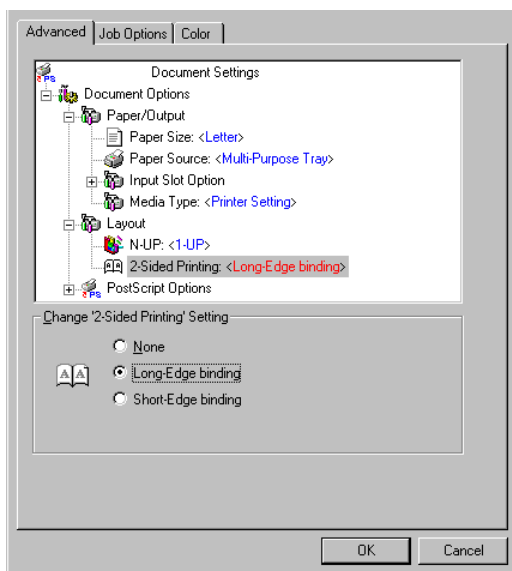 Advanced Job Options Color
PS Document Settings
Document Options
Paper/Output
Paper Size: <Letter>
Paper Source: <Multi-Purpose Tray>
Input Slot Option
Media Type: <Printer Setting>
Layout
N-UP: <1-UP>
2-Sided Printing: <Long-Edge binding>
PS PostScript Options
Change '2-Sided Printing' Setting
None
A A Long-Edge binding
Short-Edge binding
OK Cancel